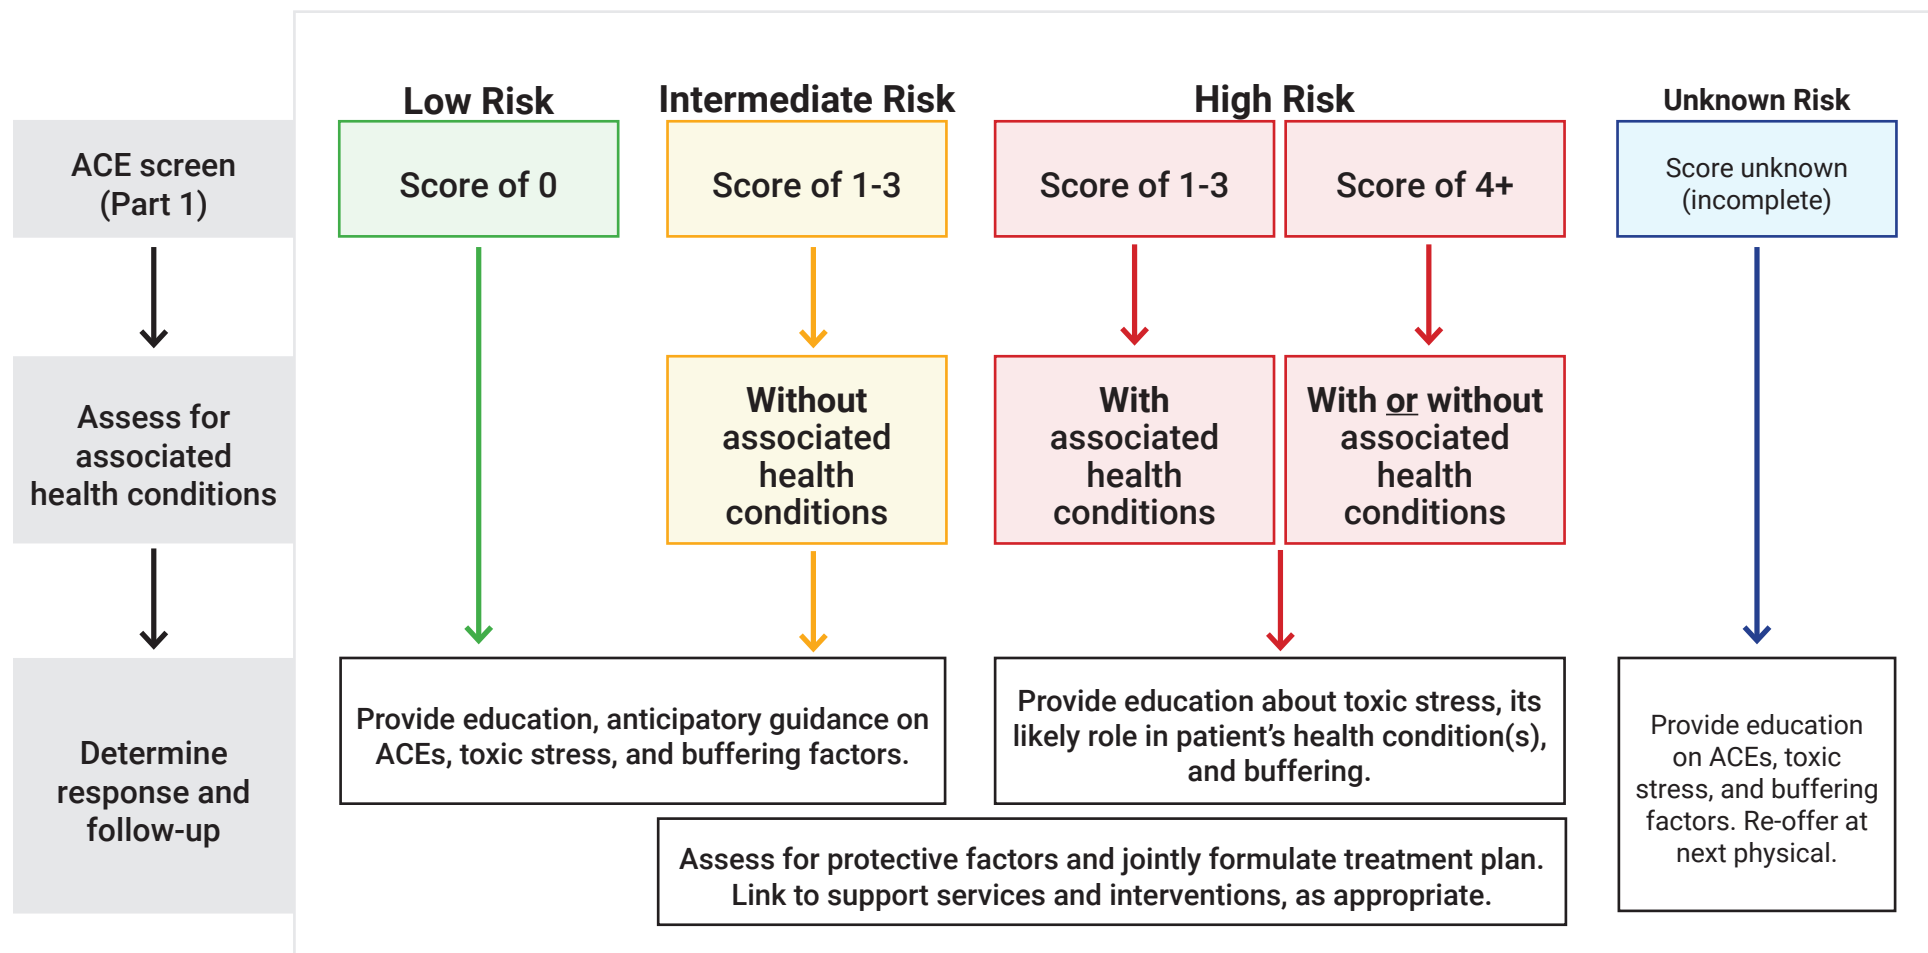 Low Risk
Intermediate Risk
High Risk
Unknown Risk
ACE screen
(Part 1)
Score of 0
Score of 1-3
Score of 1-3
Score of 4+
Score unknown
(incomplete)
Assess for
associated
health conditions
Without
associated
health
conditions
With
associated
health
conditions
With or without
associated
health
conditions
Determine
response and
follow-up
Provide education, anticipatory guidance on
ACEs, toxic stress, and buffering factors.
Provide education about toxic stress, its
likely role in patient’s health condition(s),
and buffering.
Provide education
on ACEs, toxic
stress, and buffering
factors. Re-offer at
next physical.
Assess for protective factors and jointly formulate treatment plan.
Link to support services and interventions, as appropriate.